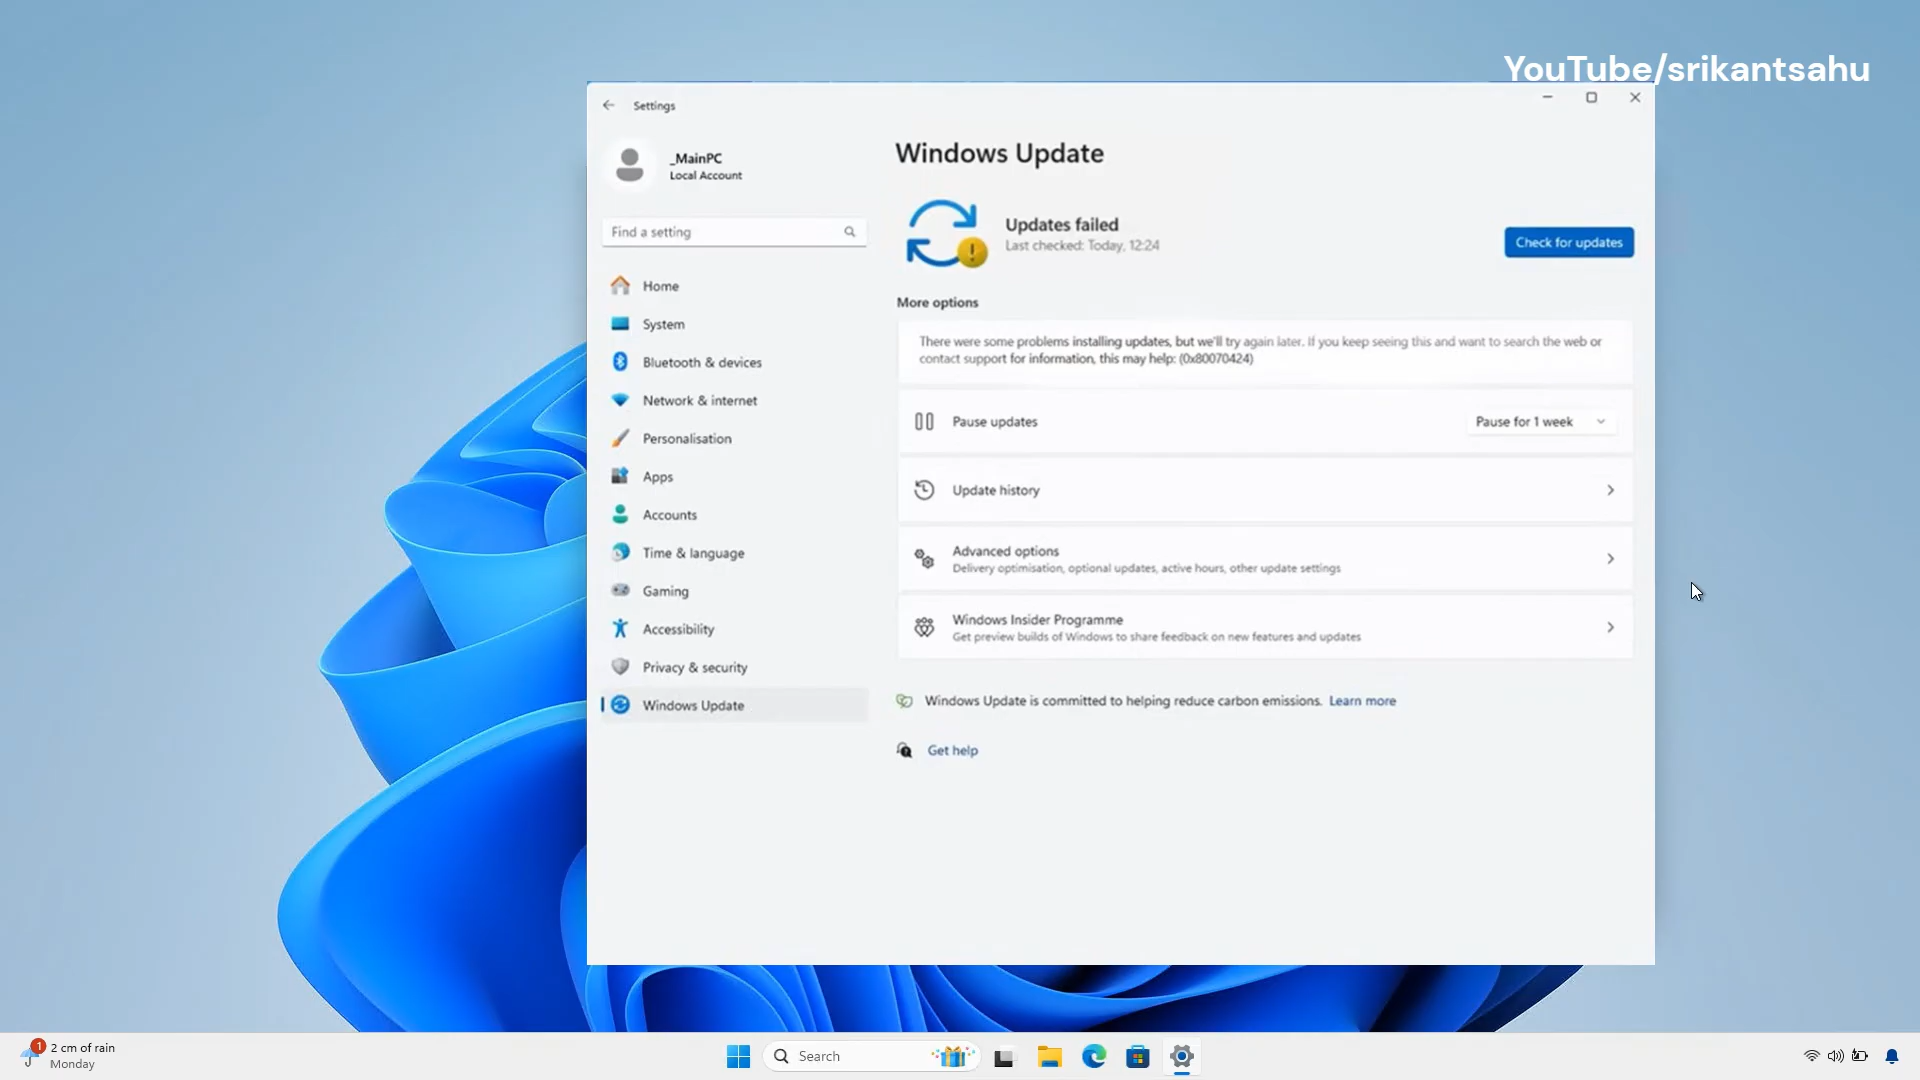 YouTube/srikantsahu
Settings
_MainPC
Local Account
Find a setting
Home
System
Bluetooth & devices
Network & internet
Personalisation
Apps
Accounts
Time & language
Gaming
Accessibility
Privacy & security
Windows Update
Windows Update
Updates failed
Last checked: Today, 12:24
Check for updates
More options
There were some problems installing updates, but we'll try again later. If you keep seeing this and want to search the web or
contact support for information, this may help: (0x80070424)
Pause updates
Pause for 1 week
Update history
Advanced options
Delivery optimisation, optional updates, active hours, other update settings
Windows Insider Programme
Get preview builds of Windows to share feedback on new features and updates
Windows Update is committed to helping reduce carbon emissions. Learn more
Get help
1
2 cm of rain
Monday
Search